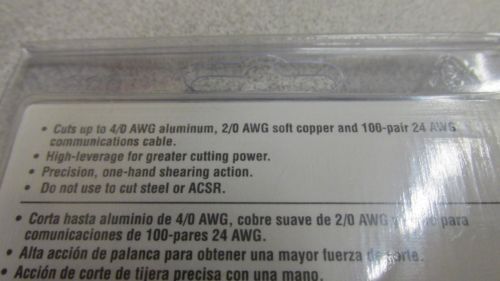 • Cuts up to 4/0 AWG aluminum, 2/0 AWG soft copper and 100-pair 24 AWG
communications cable.
• High-leverage for greater cutting power.
• Precision, one-hand shearing action.
• Do not use to cut steel or ACSR.
• Corta hasta aluminio de 4/0 AWG, cobre suave de 2/0 AWG para
comunicaciones de 100-pares 24 AWG.
• Alta acción de palanca para obtener una mayor fuerza de corte.
• Acción de corte de tijera precisa con una mano.